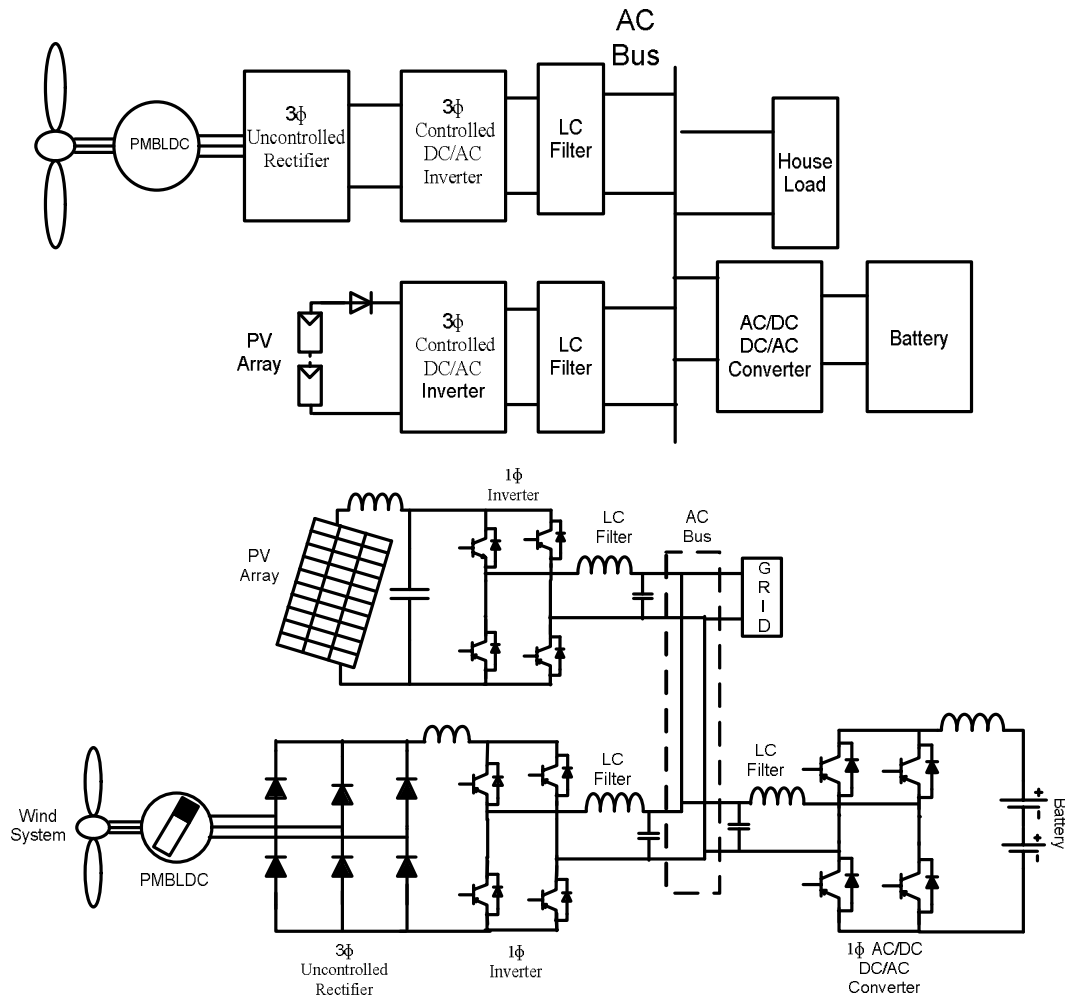 AC
Bus
PMBLDC
3ϕ
Uncontrolled
Rectifier
3ϕ
Controlled
DC/AC
Inverter
LC
Filter
House
Load
PV
Array
3ϕ
Controlled
DC/AC
Inverter
LC
Filter
AC/DC
DC/AC
Converter
Battery
1ϕ
Inverter
LC
Filter
AC
Bus
PV
Array
G
R
I
D
Wind
System
PMBLDC
LC
Filter
LC
Filter
+
-
+
-
Battery
3ϕ
Uncontrolled
Rectifier
1ϕ
Inverter
1ϕ AC/DC
DC/AC
Converter